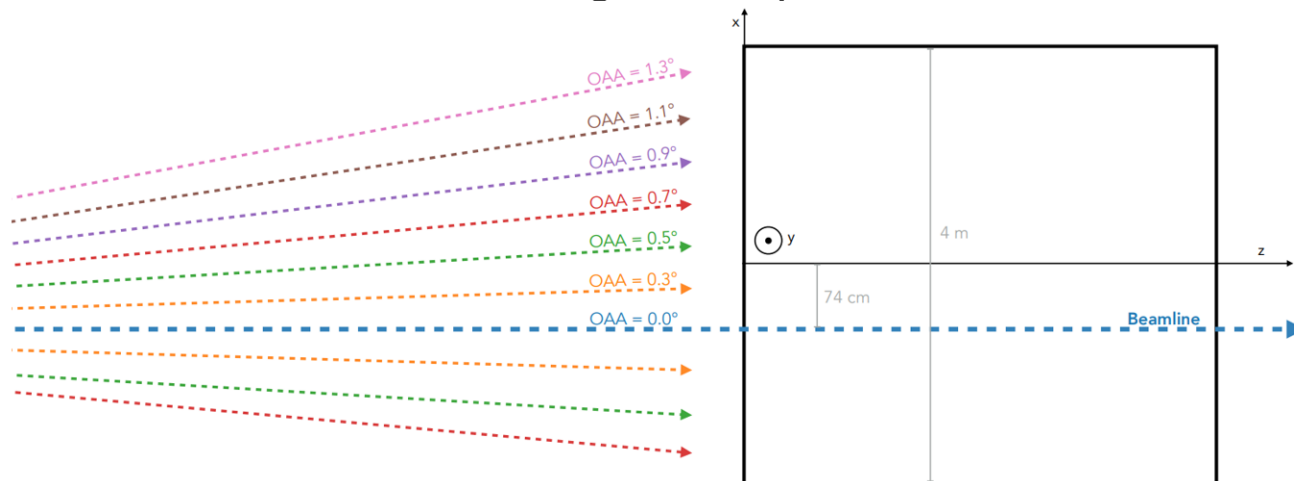 x
OAA = 1.3°
OAA = 1.1°
OAA = 0.9°
OAA = 0.7°
4 m
y
OAA = 0.5°
z
OAA = 0.3°
74 cm
OAA = 0.0°
Beamline